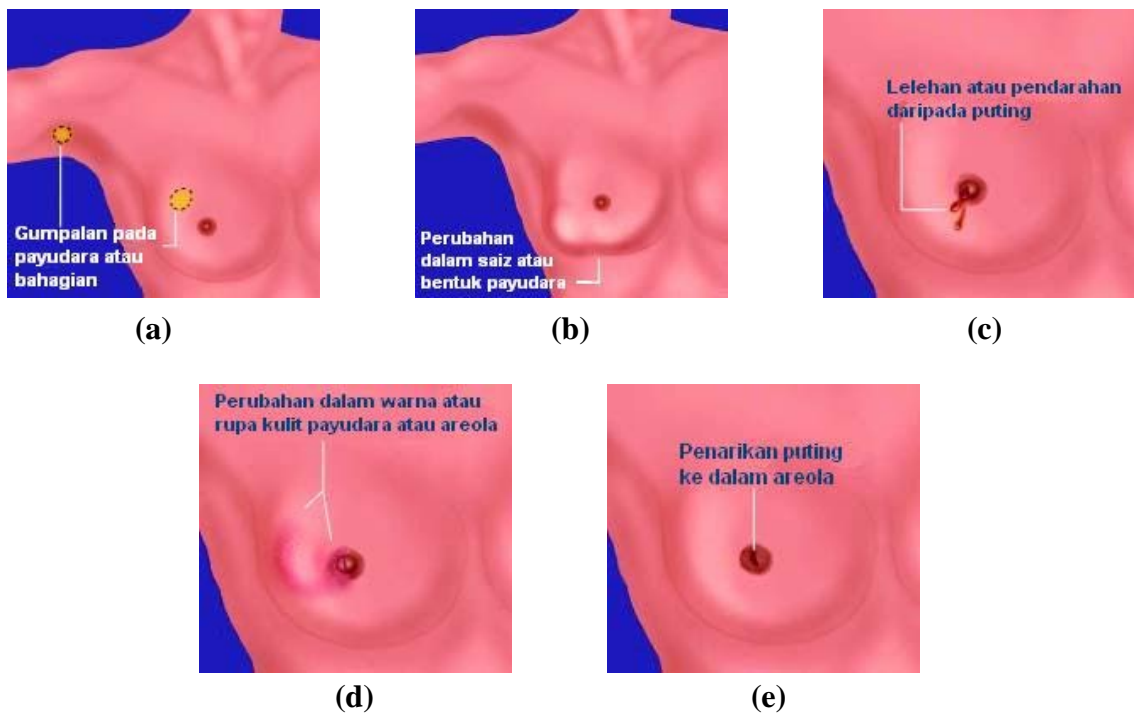 Gumpalan pada
payudara atau
bahagian
(a)
Perubahan
dalam saiz atau
bentuk payudara
(b)
Lelehan atau pendarahan
daripada puting
(c)
Perubahan dalam warna atau
rupa kulit payudara atau areola
(d)
Penarikan puting
ke dalam areola
(e)